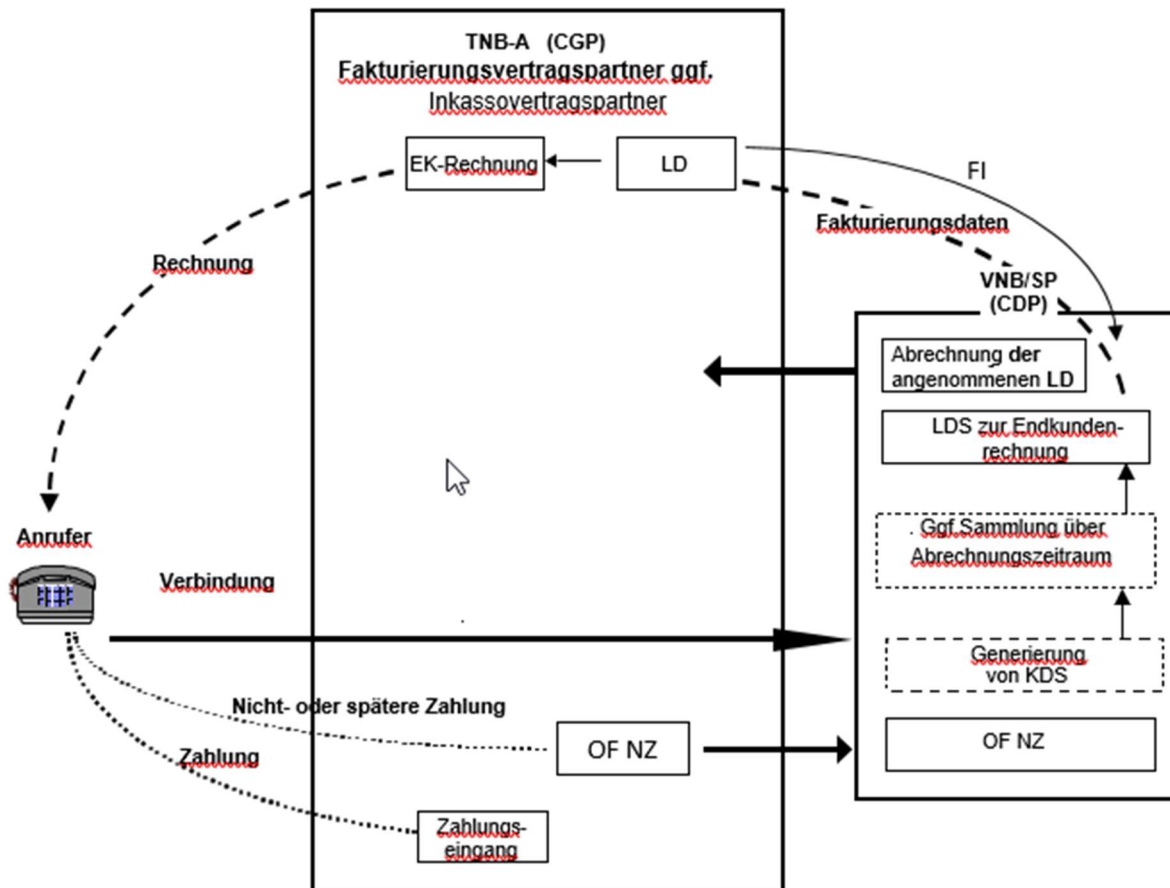 TNB-A (CGP)
Fakturierungsvertragspartner ggf.
Inkassovertragspartner
EK-Rechnung
LD
FI
Fakturierungsdaten
Rechnung
VNB/SP
(CDP)
Abrechnung der
angenommenen LD
LDS zur Endkunden-
rechnung
Ggf.Sammlung über
Abrechnungszeitraum
Anrufer
Verbindung
Generierung
von KDS
Nicht- oder spätere Zahlung
OF NZ
OF NZ
Zahlung
Zahlungs-
eingang